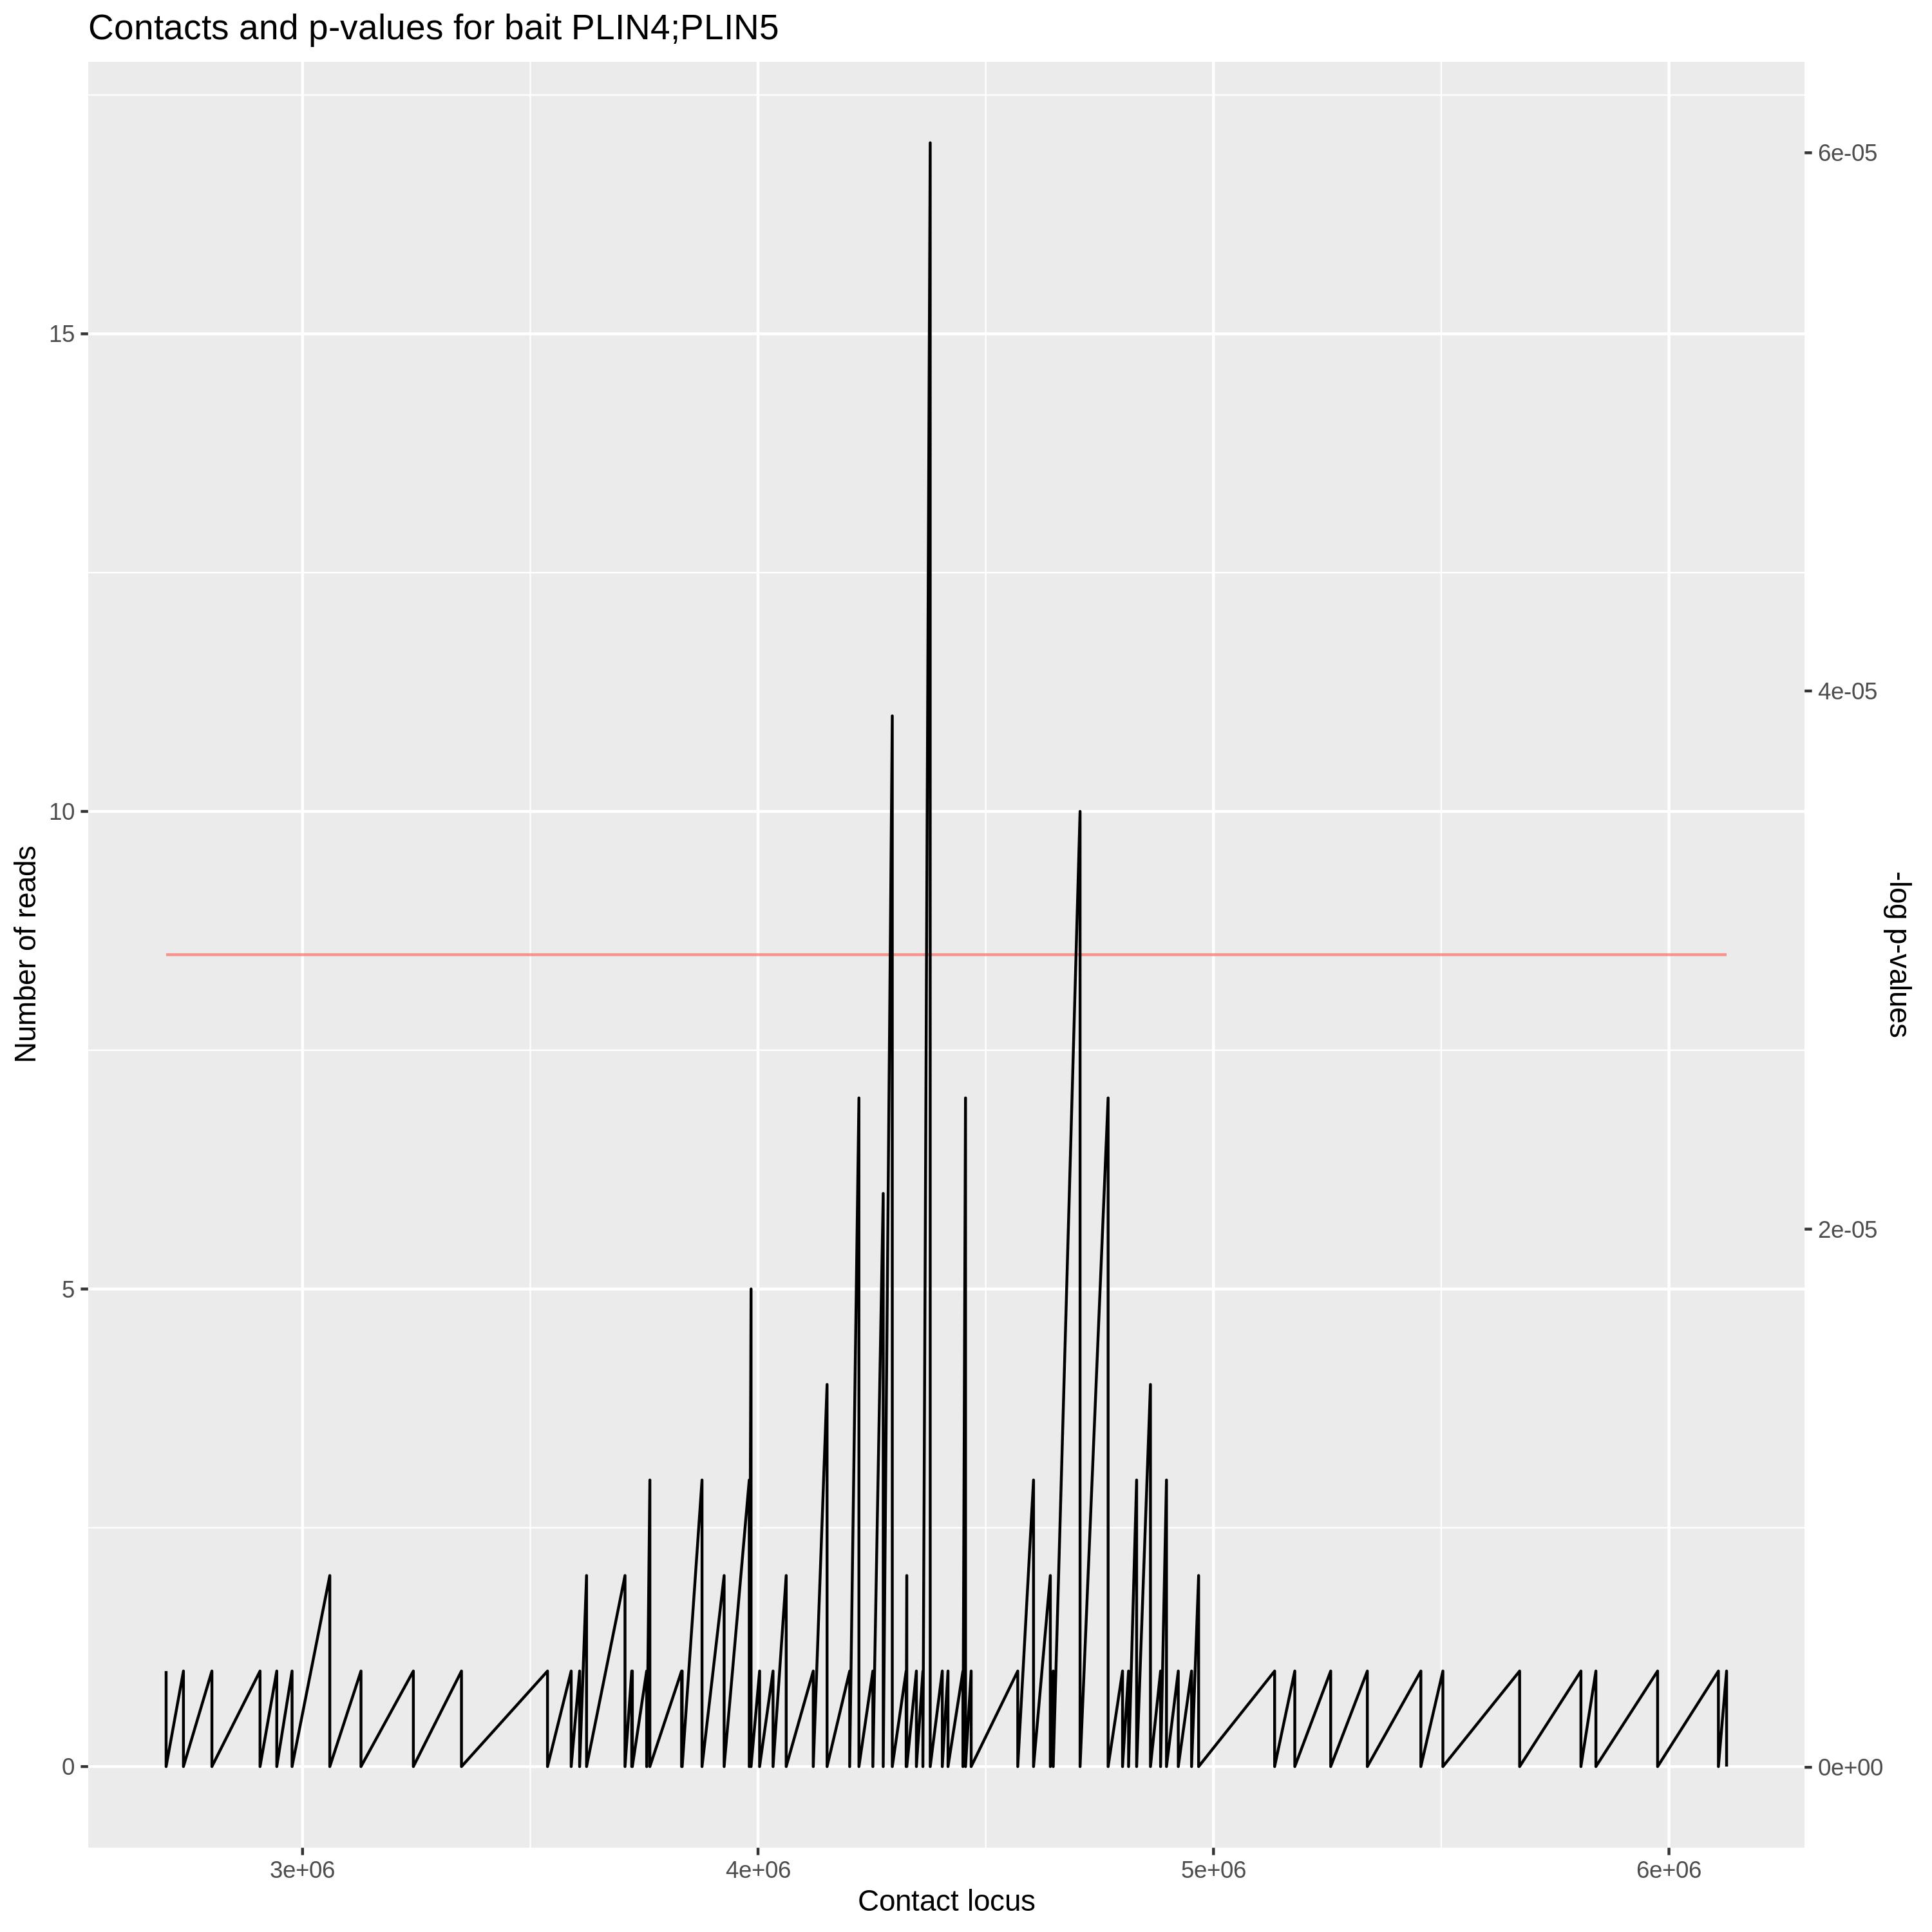 Contacts and p-values for bait PLIN4;PLIN5
Number of reads
15
10
5
0
6e-05
4e-05
2e-05
0e+00
-log p-values
3e+06
4e+06
5e+06
6e+06
Contact locus